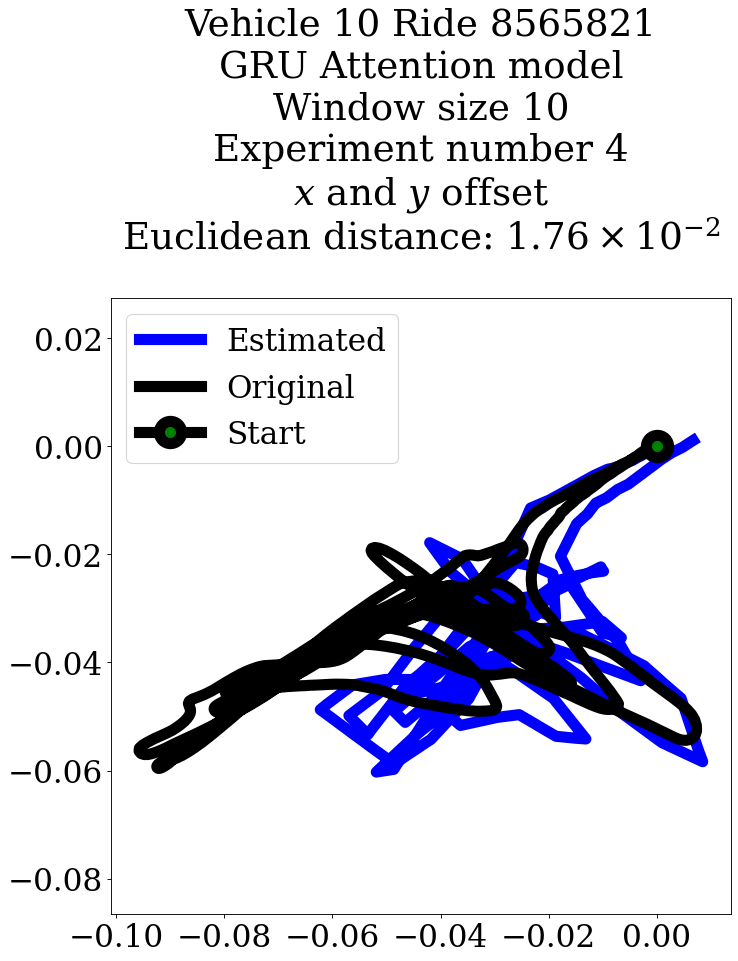 Vehicle 10 Ride 8565821
GRU Attention model
Window size 10
Experiment number 4
x and y offset
Euclidean distance: 1.76 × 10⁻²
Estimated
Original
Start
0.02
0.00
−0.02
−0.04
−0.06
−0.08
−0.10 −0.08 −0.06 −0.04 −0.02 0.00